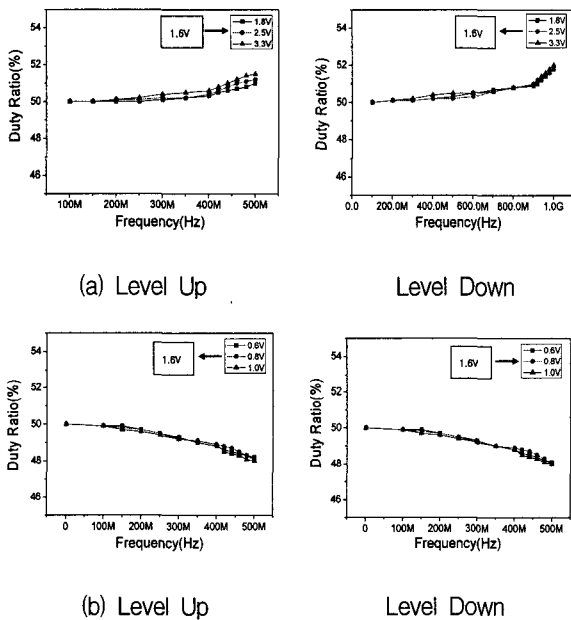 1.6V
1.8V
2.5V
3.3V
Duty Ratio(%)
54
52
50
48
46
100M 200M 300M 400M 500M
Frequency(Hz)
1.6V
1.8V
2.5V
3.3V
Duty Ratio(%)
54
52
50
48
46
0.0 200.0M 400.0M 600.0M 800.0M 1.0G
Frequency(Hz)
(a) Level Up
Level Down
1.6V
0.6V
0.8V
1.0V
Duty Ratio(%)
54
52
50
48
46
0 100M 200M 300M 400M 500M
Frequency(Hz)
1.6V
0.6V
0.8V
1.0V
Duty Ratio(%)
54
52
50
48
46
0 100M 200M 300M 400M 500M
Frequency(Hz)
(b) Level Up
Level Down